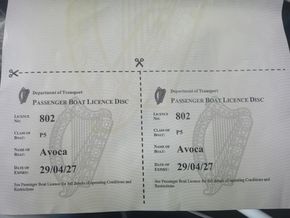 Department of Transport
PASSENGER BOAT LICENCE DISC
LICENCE
NO: 802
CLASS OF
BOAT: P5
NAME OF
BOAT: Avoca
DATE OF
EXPIRY: 29/04/27
See Passenger Boat Licence for full details of operating Conditions and
Restrictions
Department of Transport
PASSENGER BOAT LICENCE DISC
LICENCE
NO: 802
CLASS OF
BOAT: P5
NAME OF
BOAT: Avoca
DATE OF
EXPIRY: 29/04/27
See Passenger Boat Licence for full details of operating Conditions and
Restrictions